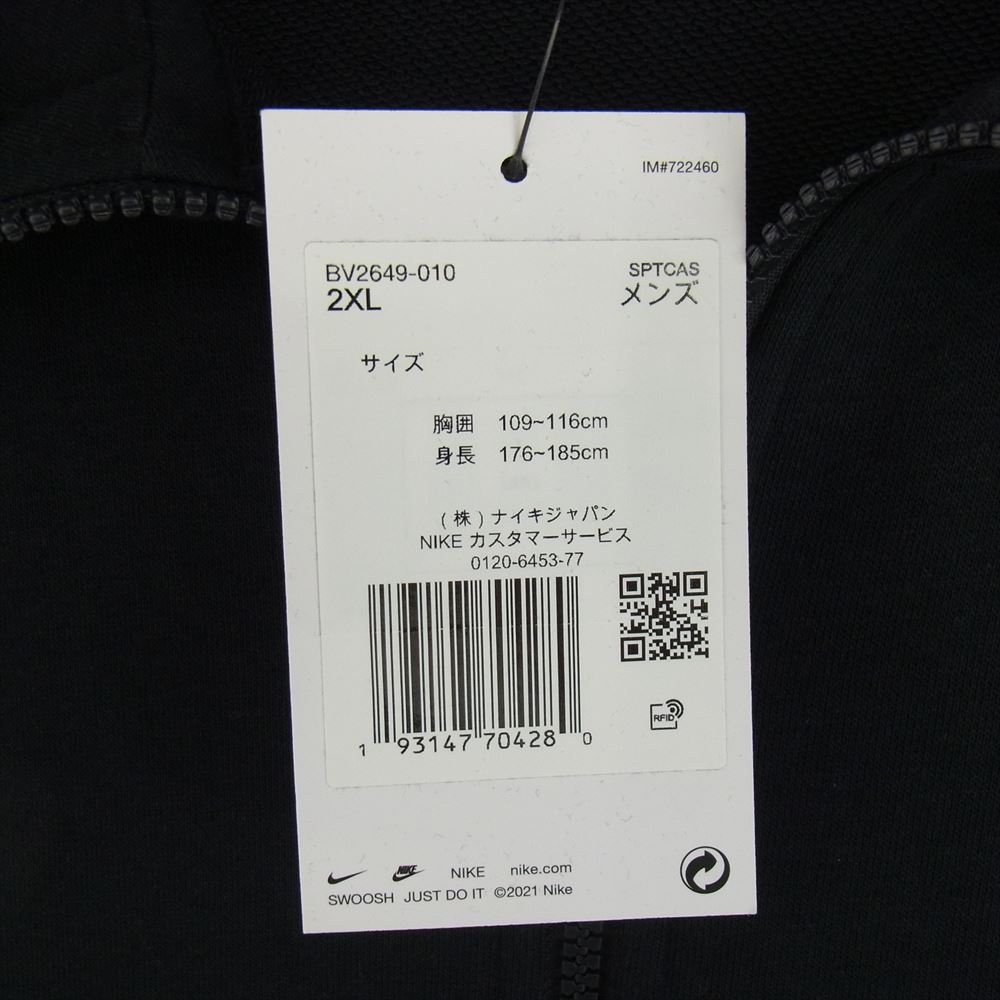 IM#722460
BV2649-010 SPTCAS
2XL メンズ
サイズ
胸囲 109~116cm
身長 176~185cm
(株)ナイキジャパン
NIKE カスタマーサービス
0120-6453-77
RFID
1 93147 70428 0
NIKE NIKE nike.com
SWOOSH JUST DO IT ©2021 Nike